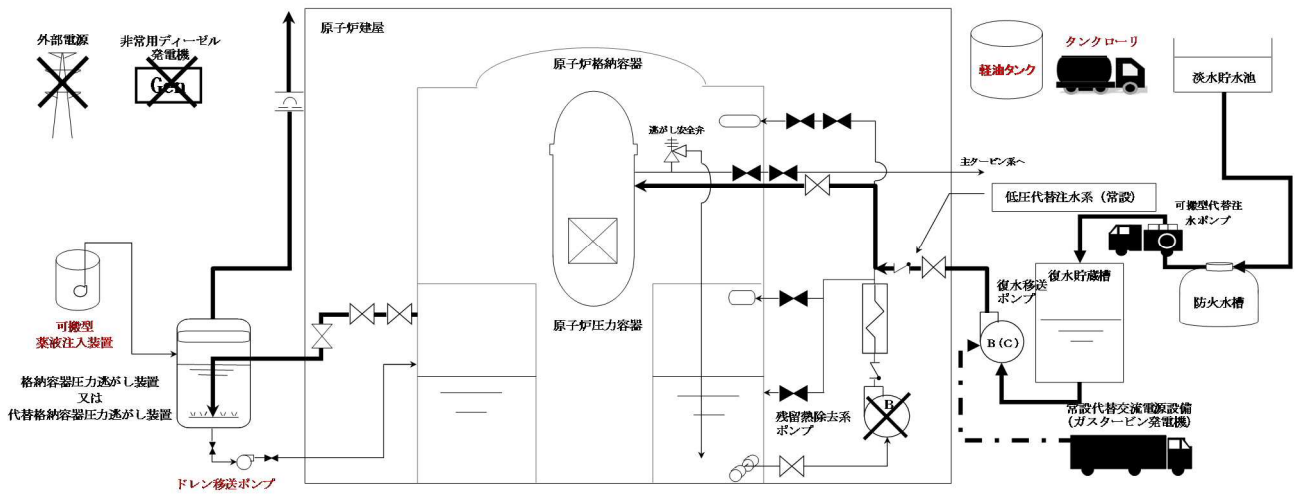 外部電源
非常用ディーゼル
発電機
Gen
原子炉建屋
原子炉格納容器
逃がし安全弁
主タービン系へ
低圧代替注水系（常設）
軽油タンク
タンクローリ
淡水貯水池
可搬型代替注
水ポンプ
防火水槽
復水貯蔵槽
復水移送
ポンプ
B(C)
常設代替交流電源設備
(ガスタービン発電機)
原子炉圧力容器
残留熱除去系
ポンプ
B
可搬型
薬液注入装置
格納容器圧力逃がし装置
又は
代替格納容器圧力逃がし装置
ドレン移送ポンプ